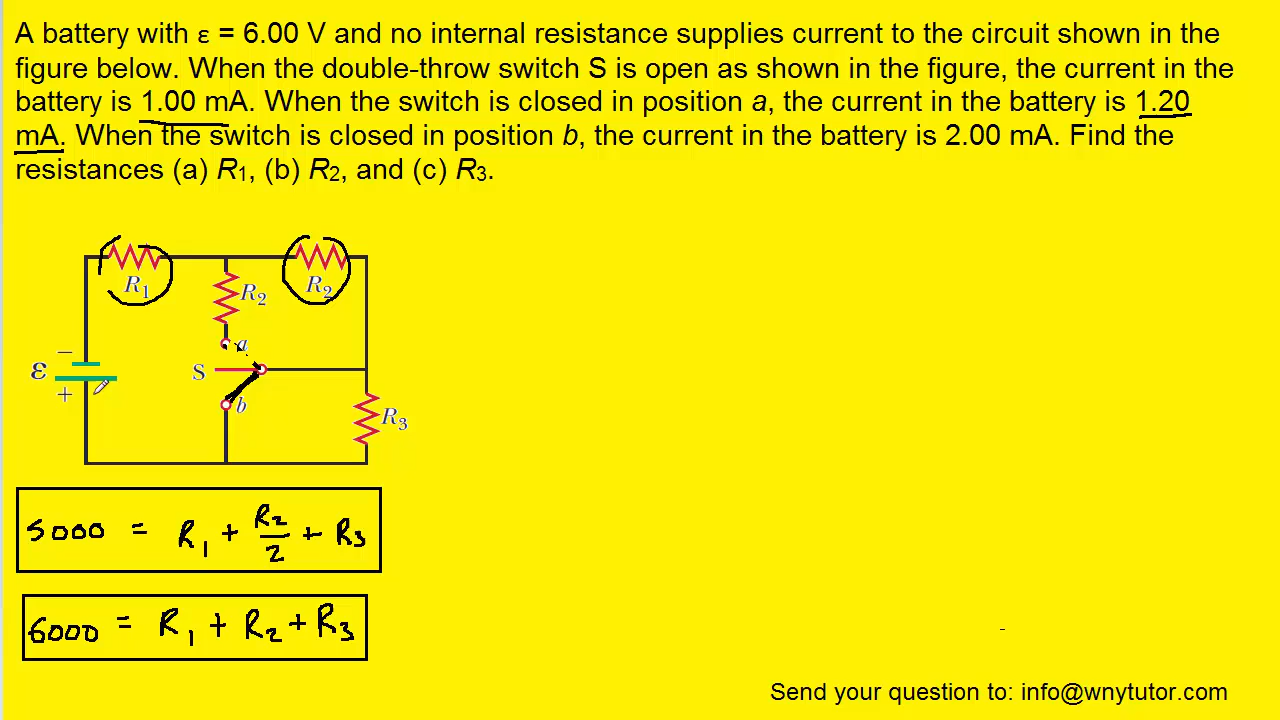 A battery with ε = 6.00 V and no internal resistance supplies current to the circuit shown in the
figure below. When the double-throw switch S is open as shown in the figure, the current in the
battery is 1.00 mA. When the switch is closed in position a, the current in the battery is 1.20
mA. When the switch is closed in position b, the current in the battery is 2.00 mA. Find the
resistances (a) R1, (b) R2, and (c) R3.
R1
R2
R2
a
ε
−
+
S
b
R3
5000 = R1 + R2/2 + R3
6000 = R1 + R2 + R3
Send your question to: info@wnytutor.com